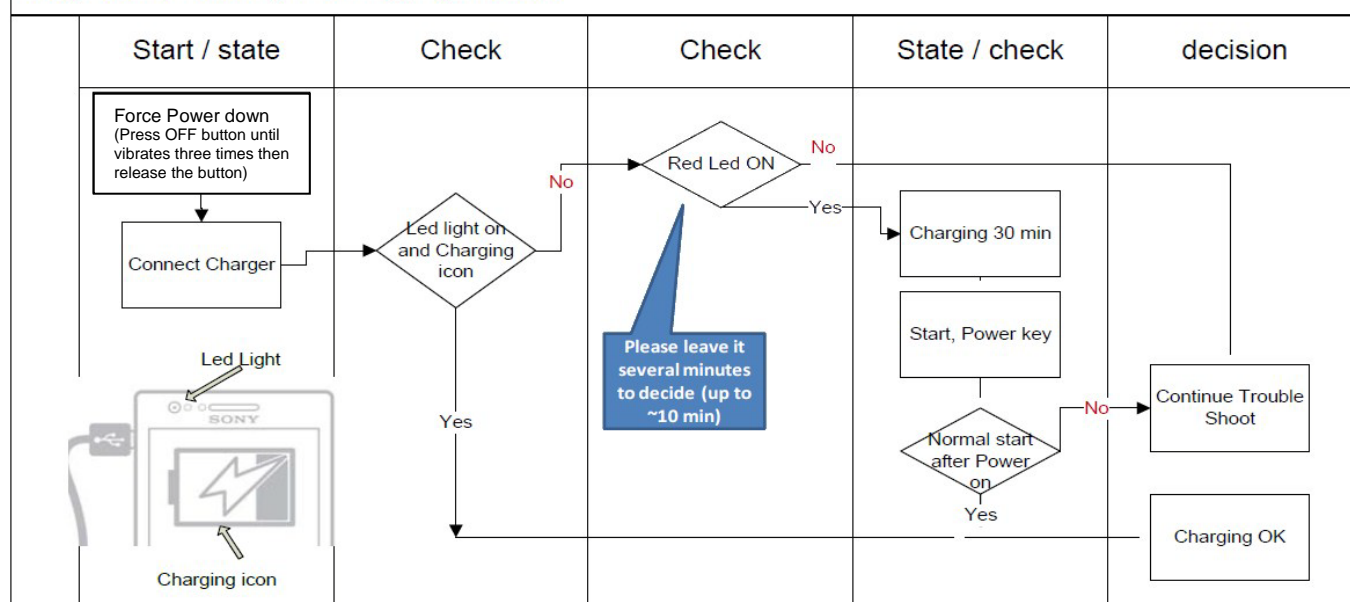 Start / state
Check
Check
State / check
decision
Force Power down
(Press OFF button until
vibrates three times then
release the button)
Connect Charger
Led light on
and Charging
icon
No
Yes
Red Led ON
No
Yes
Please leave it
several minutes
to decide (up to
~10 min)
Charging 30 min
Start, Power key
Normal start
after Power
on
No
Yes
Continue Trouble
Shoot
Charging OK
Led Light
SONY
Charging icon